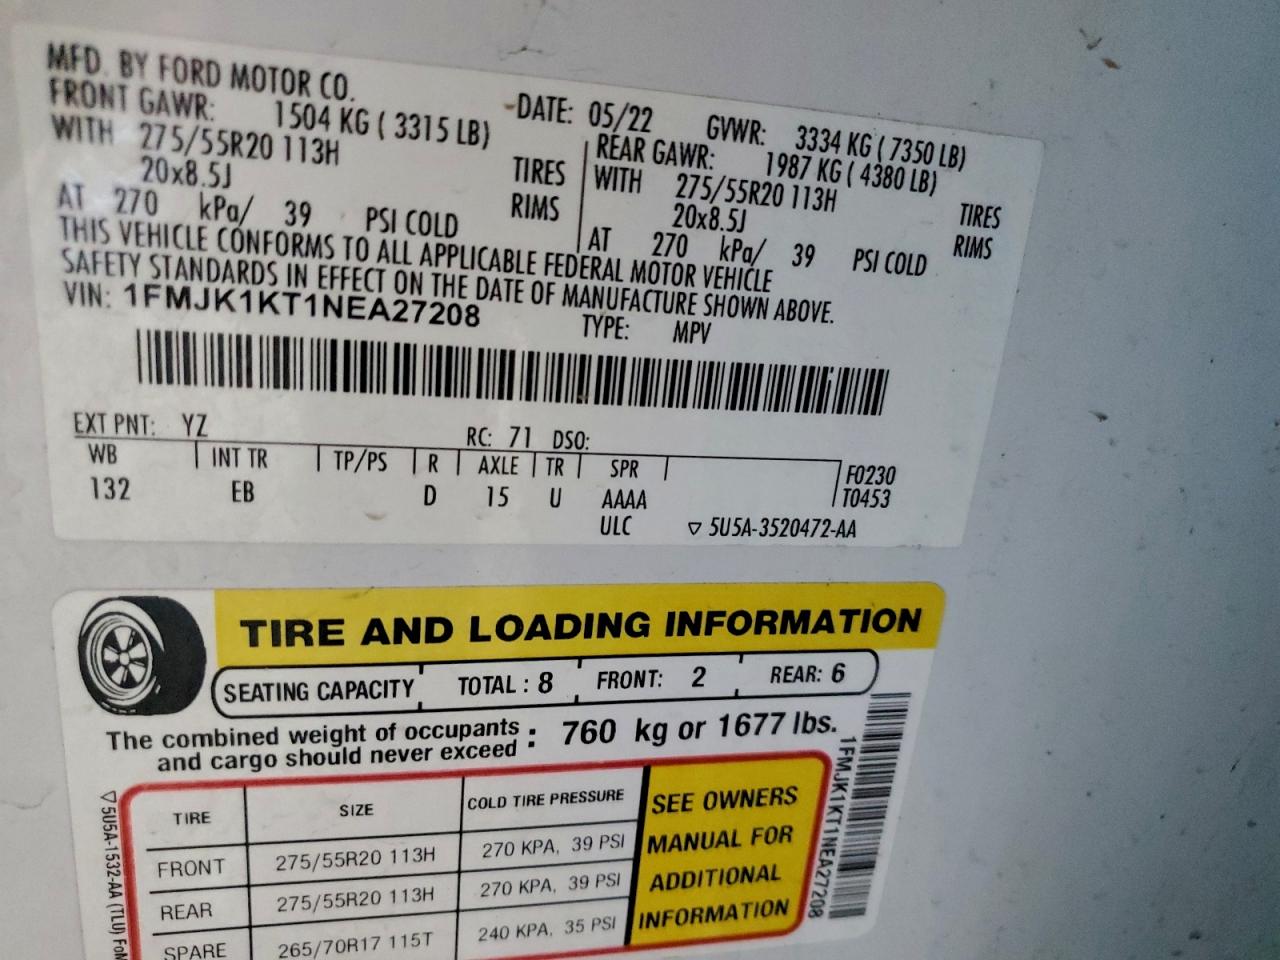 MFD. BY FORD MOTOR CO.
DATE: 05/22 GVWR: 3334 KG ( 7350 LB)
FRONT GAWR: 1504 KG ( 3315 LB) REAR GAWR: 1987 KG ( 4380 LB)
WITH 275/55R20 113H TIRES WITH 275/55R20 113H TIRES
20x8.5J RIMS 20x8.5J RIMS
AT 270 kPa/ 39 PSI COLD AT 270 kPa/ 39 PSI COLD
THIS VEHICLE CONFORMS TO ALL APPLICABLE FEDERAL MOTOR VEHICLE
SAFETY STANDARDS IN EFFECT ON THE DATE OF MANUFACTURE SHOWN ABOVE.
VIN: 1FMJK1KT1NEA27208 TYPE: MPV
EXT PNT: YZ RC: 71 DSO:
WB INT TR TP/PS R AXLE TR SPR F0230
132 EB D 15 U AAAA T0453
ULC ▽ 5U5A-3520472-AA
TIRE AND LOADING INFORMATION
SEATING CAPACITY TOTAL : 8 FRONT: 2 REAR: 6
The combined weight of occupants
and cargo should never exceed : 760 kg or 1677 lbs.
TIRE SIZE COLD TIRE PRESSURE
FRONT 275/55R20 113H 270 KPA, 39 PSI
REAR 275/55R20 113H 270 KPA, 39 PSI
SPARE 265/70R17 115T 240 KPA, 35 PSI
SEE OWNERS
MANUAL FOR
ADDITIONAL
INFORMATION
1FMJK1KT1NEA27208
▽5U5A-1532-AA (TLU) FoM